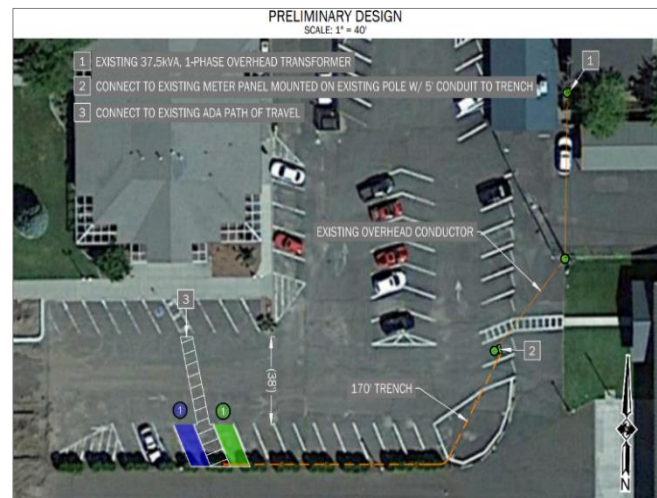 PRELIMINARY DESIGN
SCALE: 1" = 40'
1 EXISTING 37.5kVA, 1-PHASE OVERHEAD TRANSFORMER
1
2 CONNECT TO EXISTING METER PANEL MOUNTED ON EXISTING POLE W/ 5' CONDUIT TO TRENCH
3 CONNECT TO EXISTING ADA PATH OF TRAVEL
EXISTING OVERHEAD CONDUCTOR
3
2
(38')
170' TRENCH
1
1
N